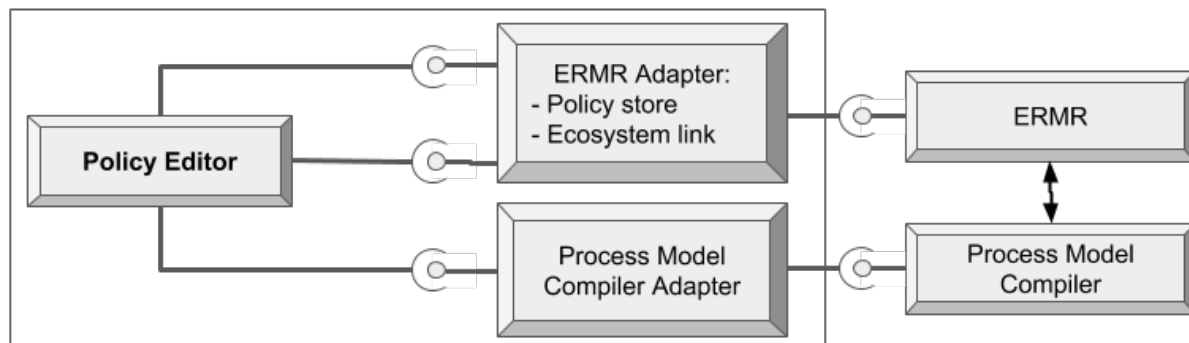 ERMR Adapter:
- Policy store
- Ecosystem link
ERMR
Policy Editor
Process Model
Compiler Adapter
Process Model
Compiler